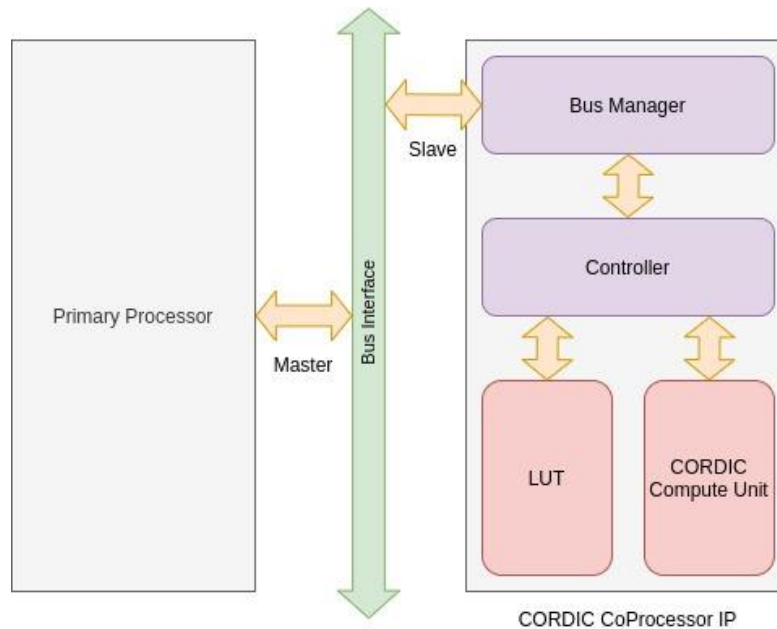 Bus Manager
Slave
Controller
Primary Processor
Bus Interface
Master
LUT
CORDIC
Compute Unit
CORDIC CoProcessor IP